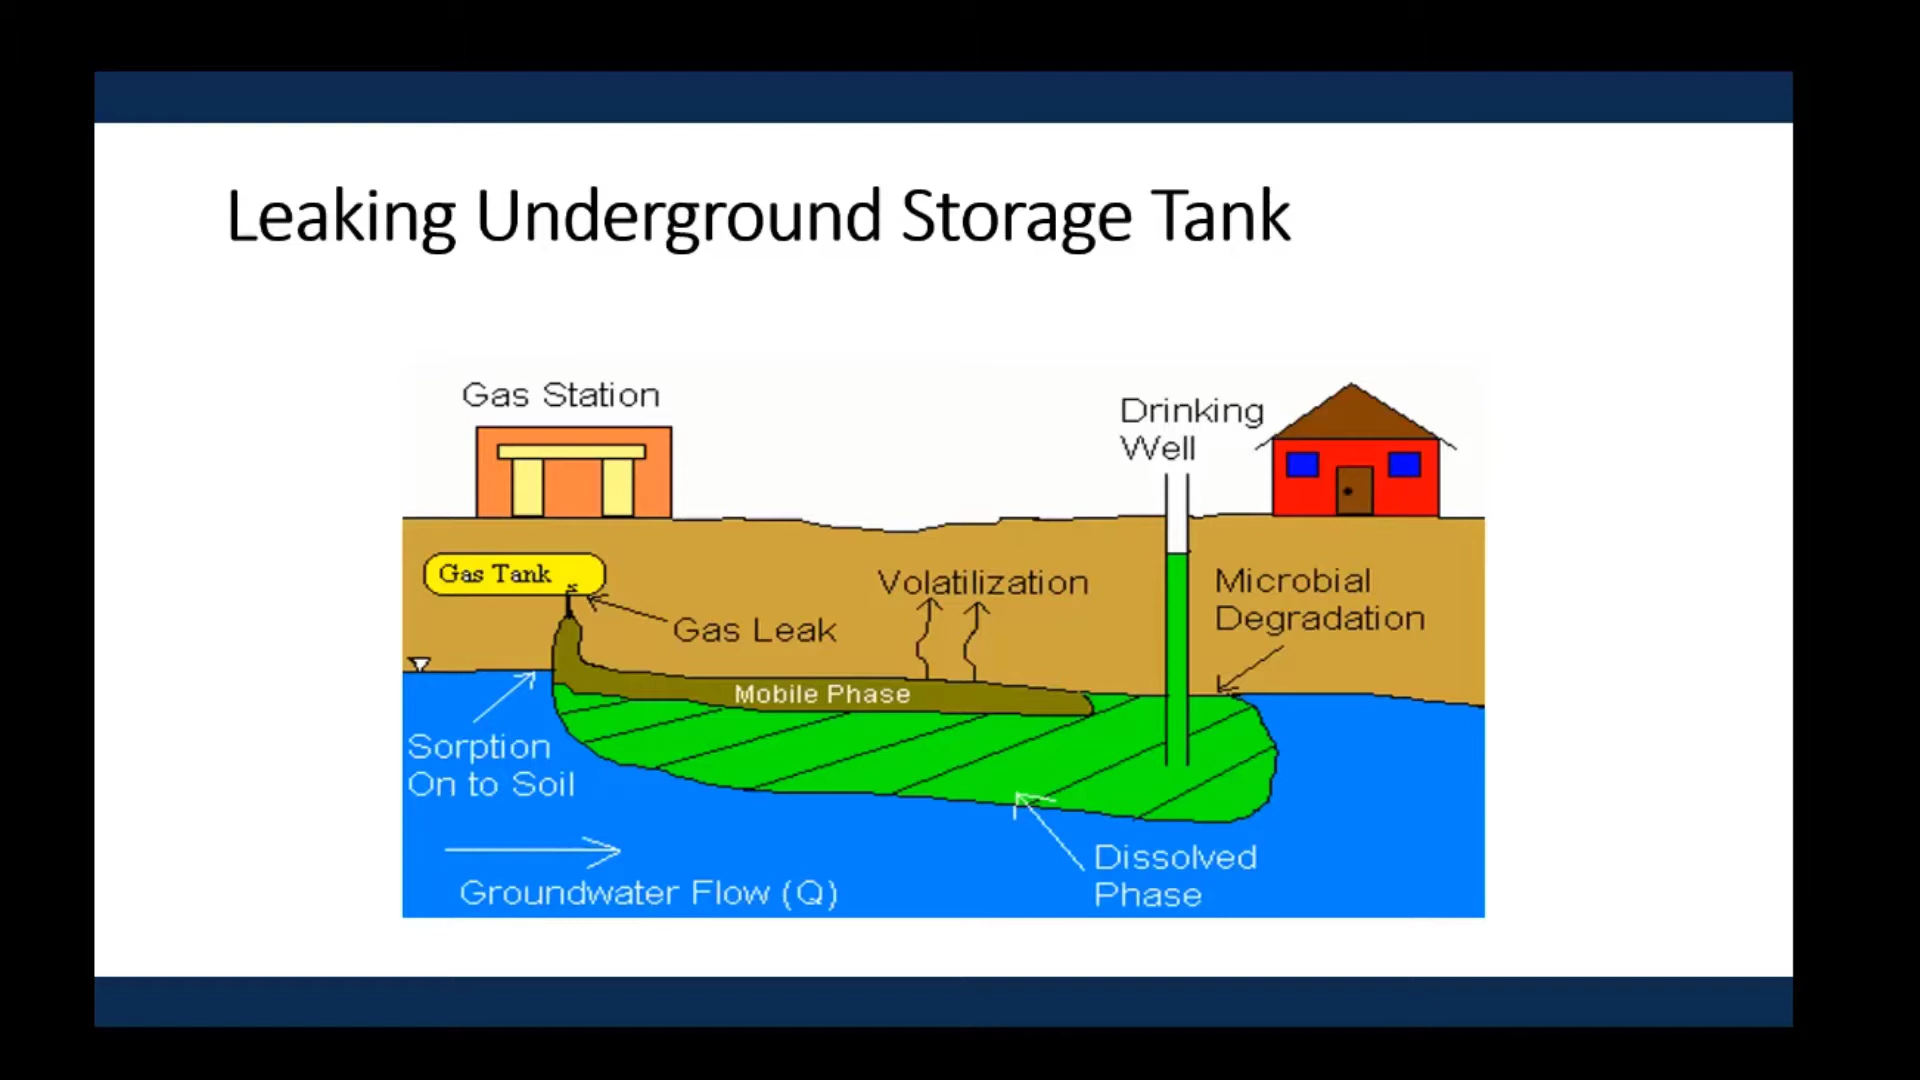 Leaking Underground Storage Tank
Gas Station
Drinking
Well
Gas Tank
Gas Leak
Volatilization
Microbial
Degradation
Mobile Phase
Sorption
On to Soil
Groundwater Flow (Q)
Dissolved
Phase